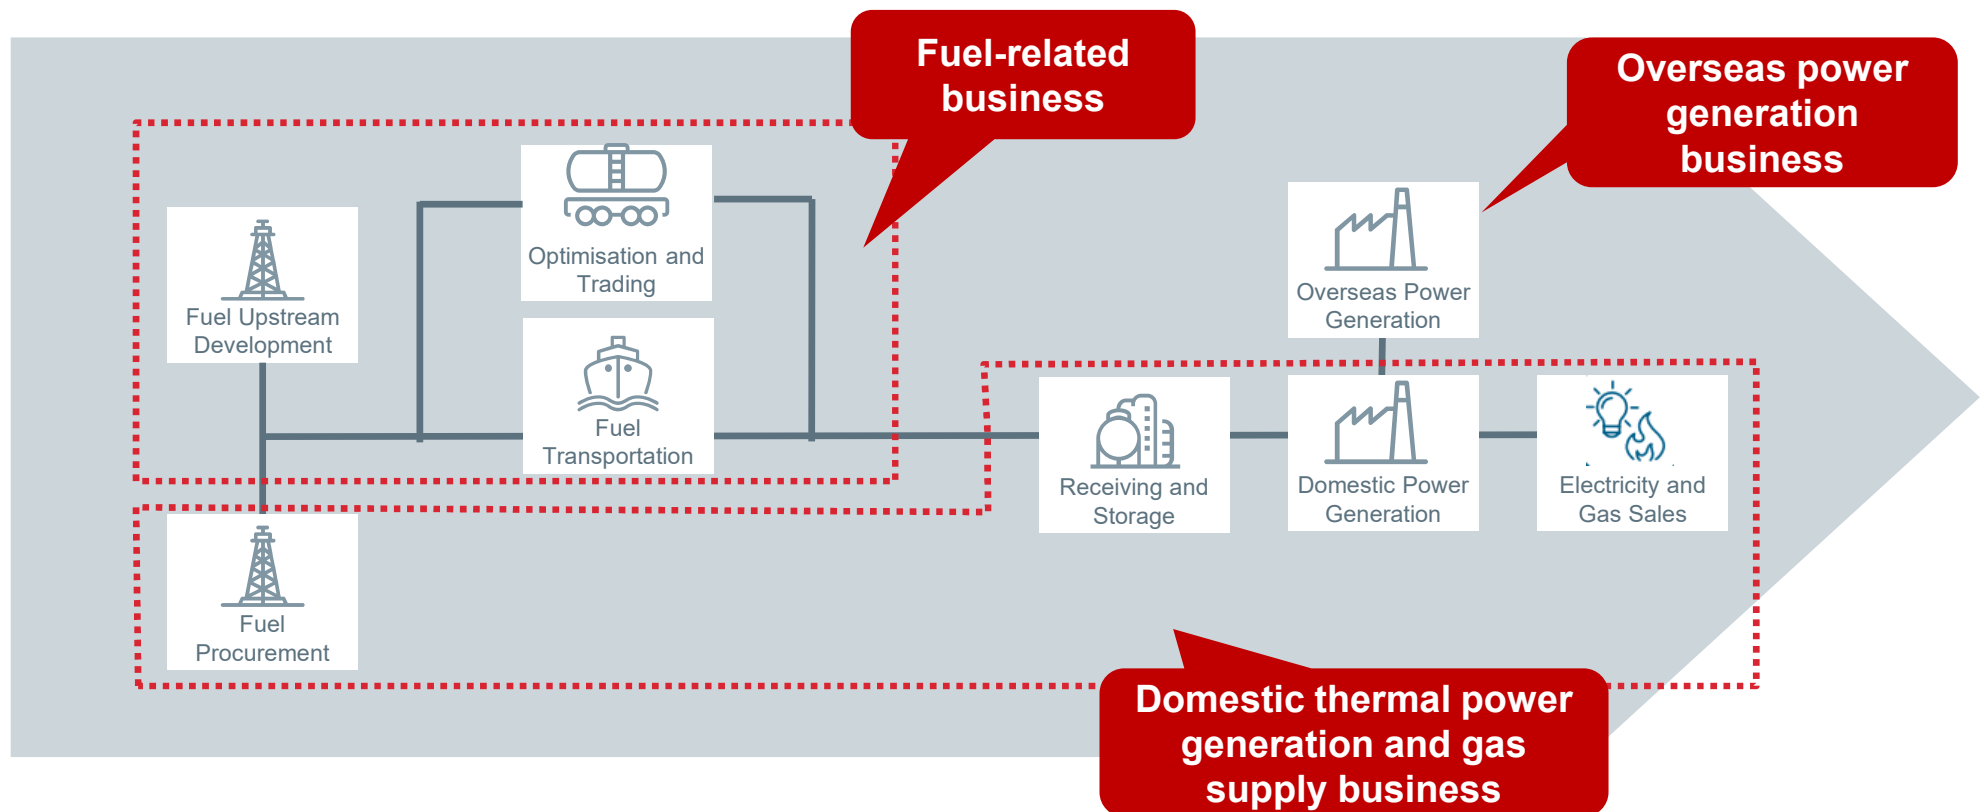 Fuel-related
business
Overseas power
generation
business
Optimisation and
Trading
Fuel Upstream
Development
Fuel
Transportation
Overseas Power
Generation
Receiving and
Storage
Domestic Power
Generation
Electricity and
Gas Sales
Fuel
Procurement
Domestic thermal power
generation and gas
supply business